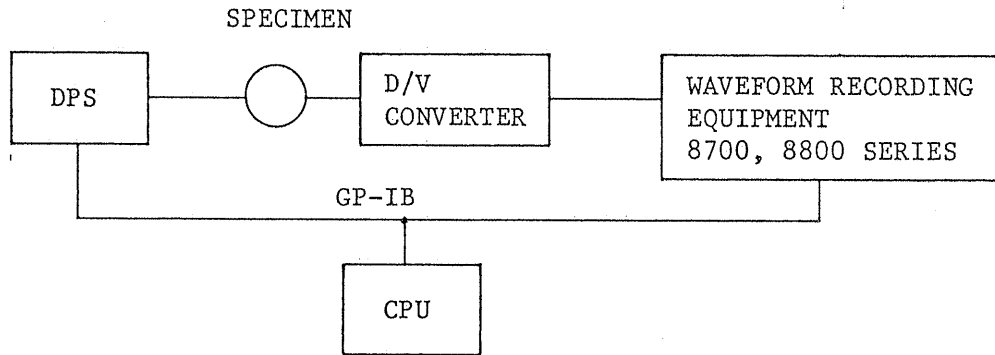 SPECIMEN
DPS
D/V
CONVERTER
WAVEFORM RECORDING
EQUIPMENT
8700, 8800 SERIES
GP-IB
CPU